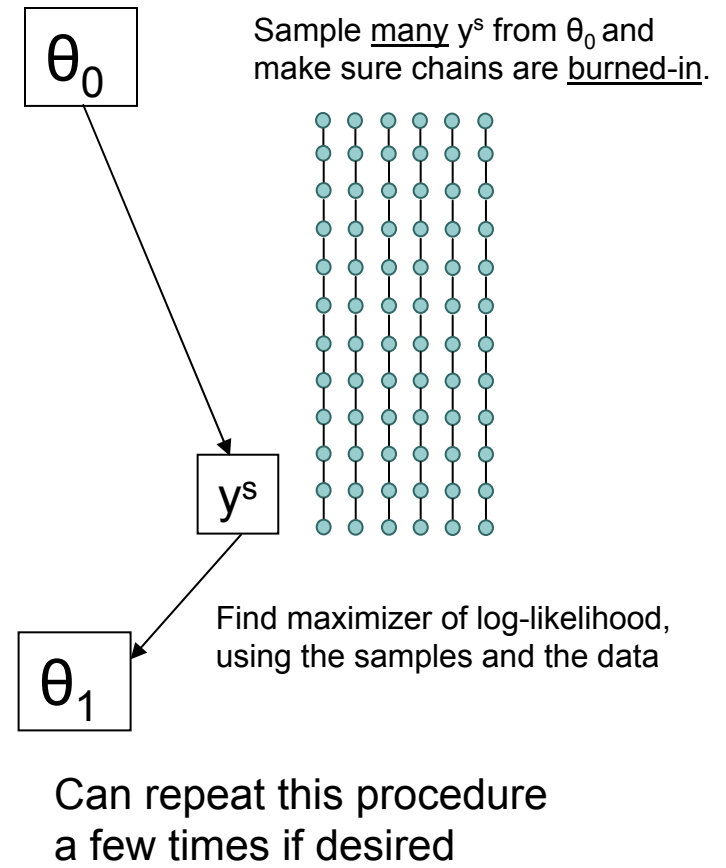 θ₀
Sample many yˢ from θ₀ and
make sure chains are burned-in.
yˢ
Find maximizer of log-likelihood,
using the samples and the data
θ₁
Can repeat this procedure
a few times if desired